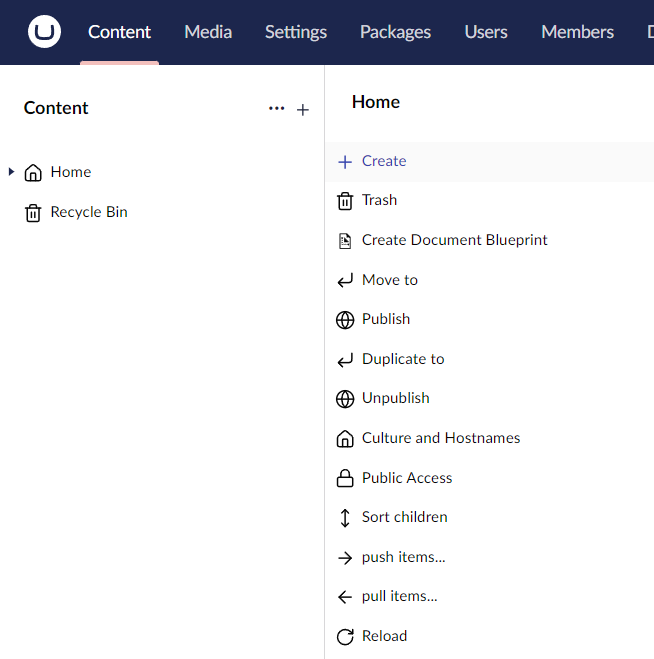 Content Media Settings Packages Users Members
Content
Home
Recycle Bin
Home
Create
Trash
Create Document Blueprint
Move to
Publish
Duplicate to
Unpublish
Culture and Hostnames
Public Access
Sort children
push items...
pull items...
Reload